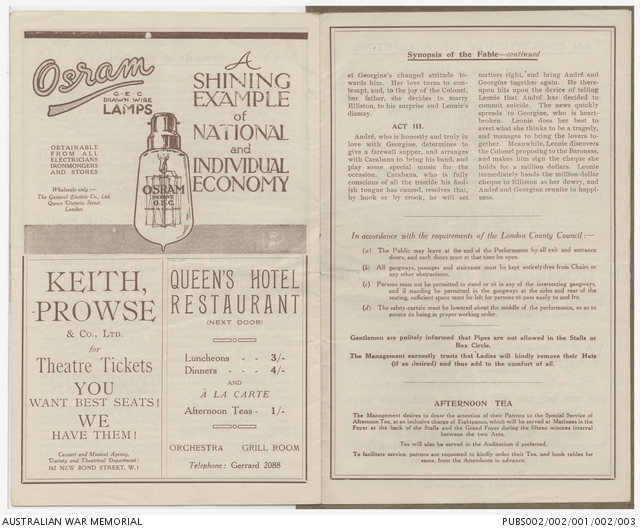 Osram
G·E·C
DRAWN WIRE
LAMPS
OBTAINABLE
FROM ALL
ELECTRICIANS
IRONMONGERS
AND STORES
Wholesale only—
The General Electric Co., Ltd.
Queen Victoria Street
London
A
SHINING
EXAMPLE
of
NATIONAL
and
INDIVIDUAL
ECONOMY
OSRAM
PATENT
G.E.C.
KEITH,
PROWSE
& Co., LTD.
for
Theatre Tickets
YOU
WANT BEST SEATS!
WE
HAVE THEM!
Concert and Musical Agency,
Variety and Theatrical Department:
162 NEW BOND STREET, W.1
QUEEN'S HOTEL
RESTAURANT
(NEXT DOOR)
Luncheons - - 3/-
Dinners - - 4/-
AND
À LA CARTE
Afternoon Teas - 1/-
ORCHESTRA GRILL ROOM
Telephone: Gerrard 2088
Synopsis of the Fable—continued
at Georgine's changed attitude to-
wards him. Her love turns to con-
tempt, and, to the joy of the Colonel,
her father, she decides to marry
Elliston, to his surprise and Leonie's
dismay.
ACT III.
André, who is honestly and truly in
love with Georgine, determines to
give a farewell supper, and arranges
with Carabana to bring his band, and
play some special music for the
occasion. Carabana, who is fully
conscious of all the trouble his fool-
ish tongue has caused, resolves that,
by hook or by crook, he will set
matters right, and bring André and
Georgine together again. He there-
upon hits upon the device of telling
Leonie that André has decided to
commit suicide. The news quickly
spreads to Georgine, who is heart-
broken. Leonie does her best to
avert what she thinks to be a tragedy,
and manages to bring the lovers to-
gether. Meanwhile, Leonie discovers
the Colonel proposing to the Baroness,
and makes him sign the cheque she
holds for a million dollars. Leonie
immediately hands the million-dollar
cheque to Elliston as her dowry, and
André and Georgine reunite in happi-
ness.
In accordance with the requirements of the London County Council:—
(a) The Public may leave at the end of the Performance by all exit and entrance
doors, and such doors must at that time be open.
(b) All gangways, passages and staircases must be kept entirely free from Chairs or
any other obstructions.
(c) Persons must not be permitted to stand or sit in any of the intersecting gangways,
and if standing be permitted in the gangways at the sides and rear of the
seating, sufficient space must be left for persons to pass easily to and fro.
(d) The safety-curtain must be lowered about the middle of the performance, so as to
ensure its being in proper working order.
Gentlemen are politely informed that Pipes are not allowed in the Stalls or
Box Circle.
The Management earnestly trusts that Ladies will kindly remove their Hats
(if so desired) and thus add to the comfort of all.
AFTERNOON TEA
The Management desires to draw the attention of their Patrons to the Special Service of
Afternoon Tea, at an inclusive charge of Eightpence, which will be served at Matinees in the
Foyer at the back of the Stalls and the Grand Foyer during the fifteen minutes interval
between the two Acts.
Tea will also be served in the Auditorium if preferred.
To facilitate service, patrons are requested to kindly order their Tea, and book tables for
same, from the Attendants in advance.
AUSTRALIAN WAR MEMORIAL
PUBS002/002/001/002/003